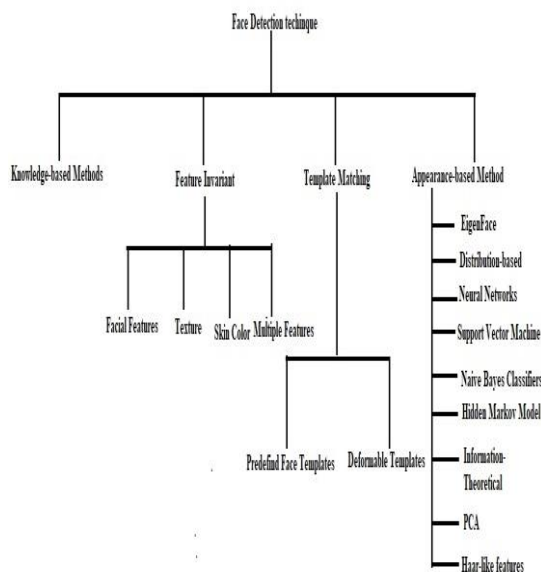 Face Detection techinque
Knowledge-based Methods
Feature Invariant
Template Matching
Appearance-based Method
Facial Features
Texture
Skin Color
Multiple Features
Predefind Face Templates
Deformable Templates
EigenFace
Distribution-based
Neural Networks
Support Vector Machine
Naive Bayes Classifiers
Hidden Markov Model
Information-
Theoretical
PCA
Haar-like features